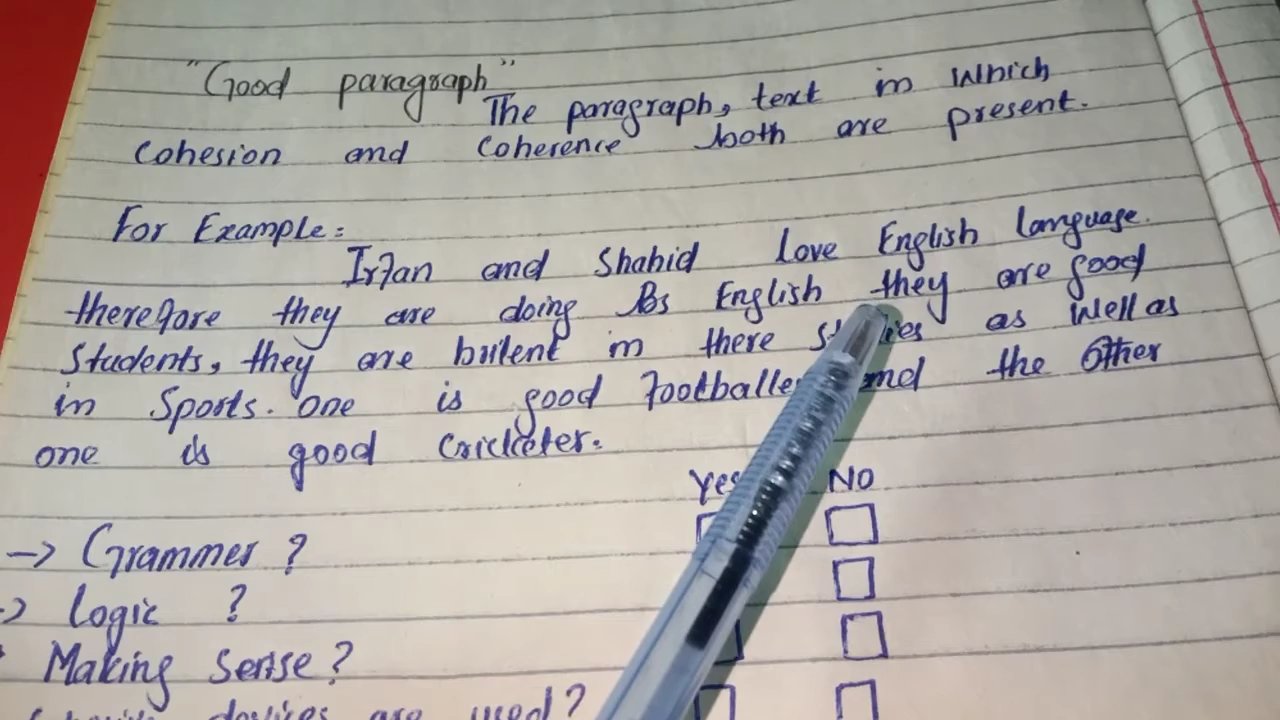 "Good paragraph"
The paragraph, text in which
cohesion and coherence both are present.
For Example:
Irfan and Shahid love English language.
therefore they are doing Bs English they are good
students, they are brilent in there as well as
in Sports. one is good footballer and the other
one is good cricketer.
Yes No
→ Grammer ?
→ Logic ?
Making sense?
devices are used?